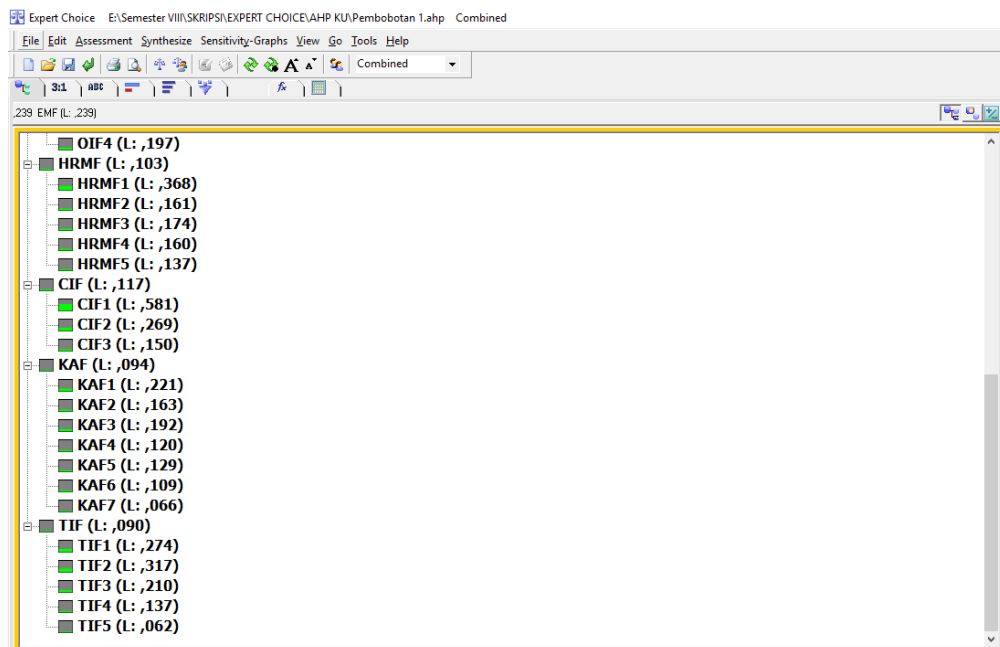 Expert Choice E:\Semester VIII\SKRIPSI\EXPERT CHOICE\AHP KU\Pembobotan 1.ahp Combined
File Edit Assessment Synthesize Sensitivity-Graphs View Go Tools Help
Combined
3:1 ABC fx
,239 EMF (L: ,239)
OIF4 (L: ,197)
HRMF (L: ,103)
HRMF1 (L: ,368)
HRMF2 (L: ,161)
HRMF3 (L: ,174)
HRMF4 (L: ,160)
HRMF5 (L: ,137)
CIF (L: ,117)
CIF1 (L: ,581)
CIF2 (L: ,269)
CIF3 (L: ,150)
KAF (L: ,094)
KAF1 (L: ,221)
KAF2 (L: ,163)
KAF3 (L: ,192)
KAF4 (L: ,120)
KAF5 (L: ,129)
KAF6 (L: ,109)
KAF7 (L: ,066)
TIF (L: ,090)
TIF1 (L: ,274)
TIF2 (L: ,317)
TIF3 (L: ,210)
TIF4 (L: ,137)
TIF5 (L: ,062)